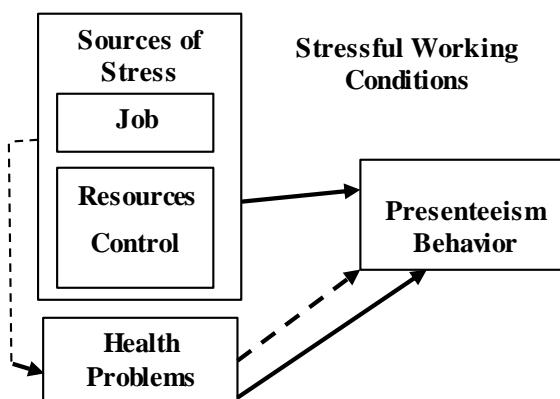 Sources of
Stress
Stressful Working
Conditions
Job
Resources
Control
Presenteeism
Behavior
Health
Problems